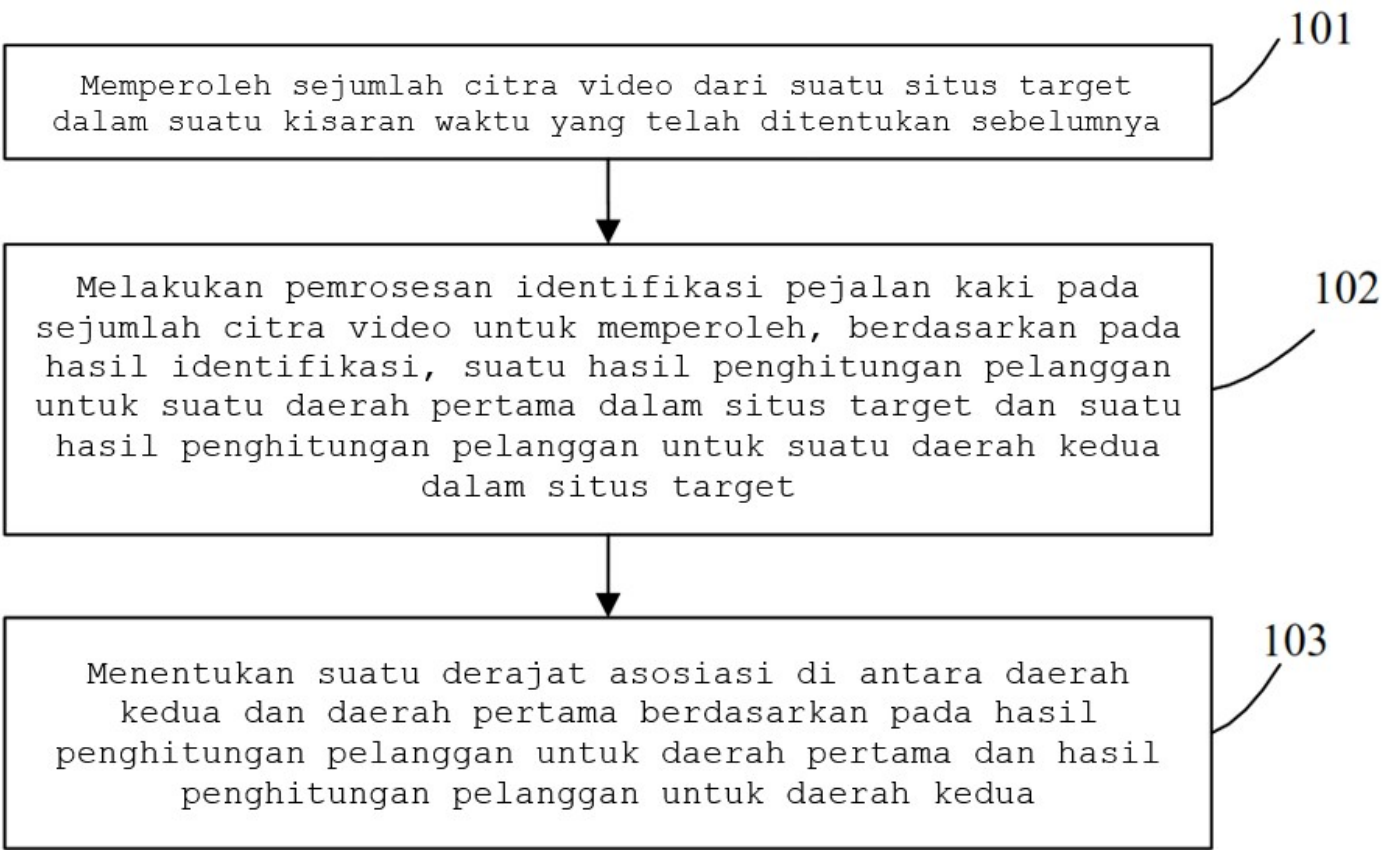 101
Memperoleh sejumlah citra video dari suatu situs target
dalam suatu kisaran waktu yang telah ditentukan sebelumnya
102
Melakukan pemrosesan identifikasi pejalan kaki pada
sejumlah citra video untuk memperoleh, berdasarkan pada
hasil identifikasi, suatu hasil penghitungan pelanggan
untuk suatu daerah pertama dalam situs target dan suatu
hasil penghitungan pelanggan untuk suatu daerah kedua
dalam situs target
103
Menentukan suatu derajat asosiasi di antara daerah
kedua dan daerah pertama berdasarkan pada hasil
penghitungan pelanggan untuk daerah pertama dan hasil
penghitungan pelanggan untuk daerah kedua